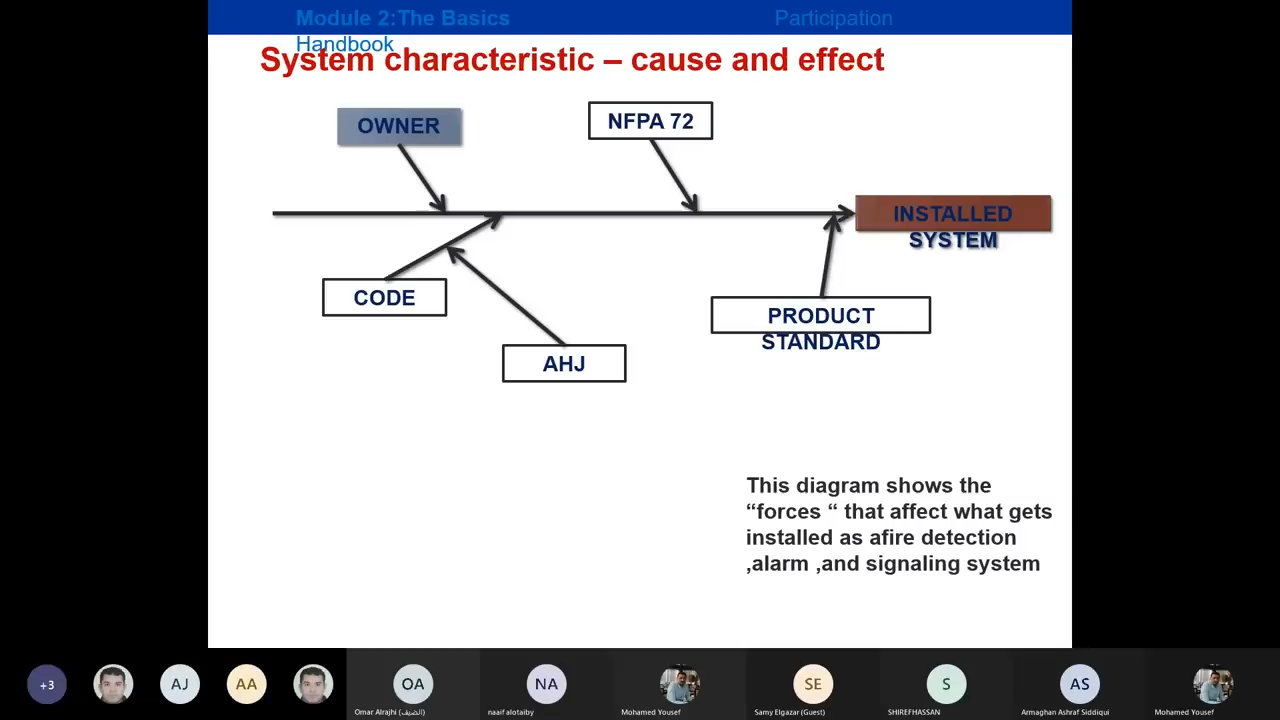 Module 2:The Basics
Participation
Handbook
System characteristic – cause and effect
OWNER
NFPA 72
INSTALLED
SYSTEM
CODE
PRODUCT
STANDARD
AHJ
This diagram shows the
“forces “ that affect what gets
installed as afire detection
,alarm ,and signaling system
+3
AJ
AA
OA
NA
SE
S
AS
Omar Alrajhi (الضيف)
naaif alotaiby
Mohamed Yousef
Samy Elgazar (Guest)
SHIREFHASSAN
Armaghan Ashraf Siddiqui
Mohamed Yousef